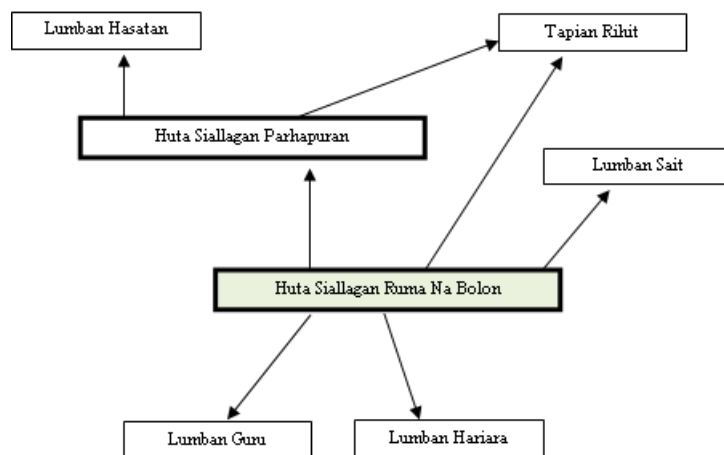 Lumban Hasatan
Tapian Rihit
Huta Siallagan Parhapuran
Lumban Sait
Huta Siallagan Ruma Na Bolon
Lumban Guru
Lumban Hariara